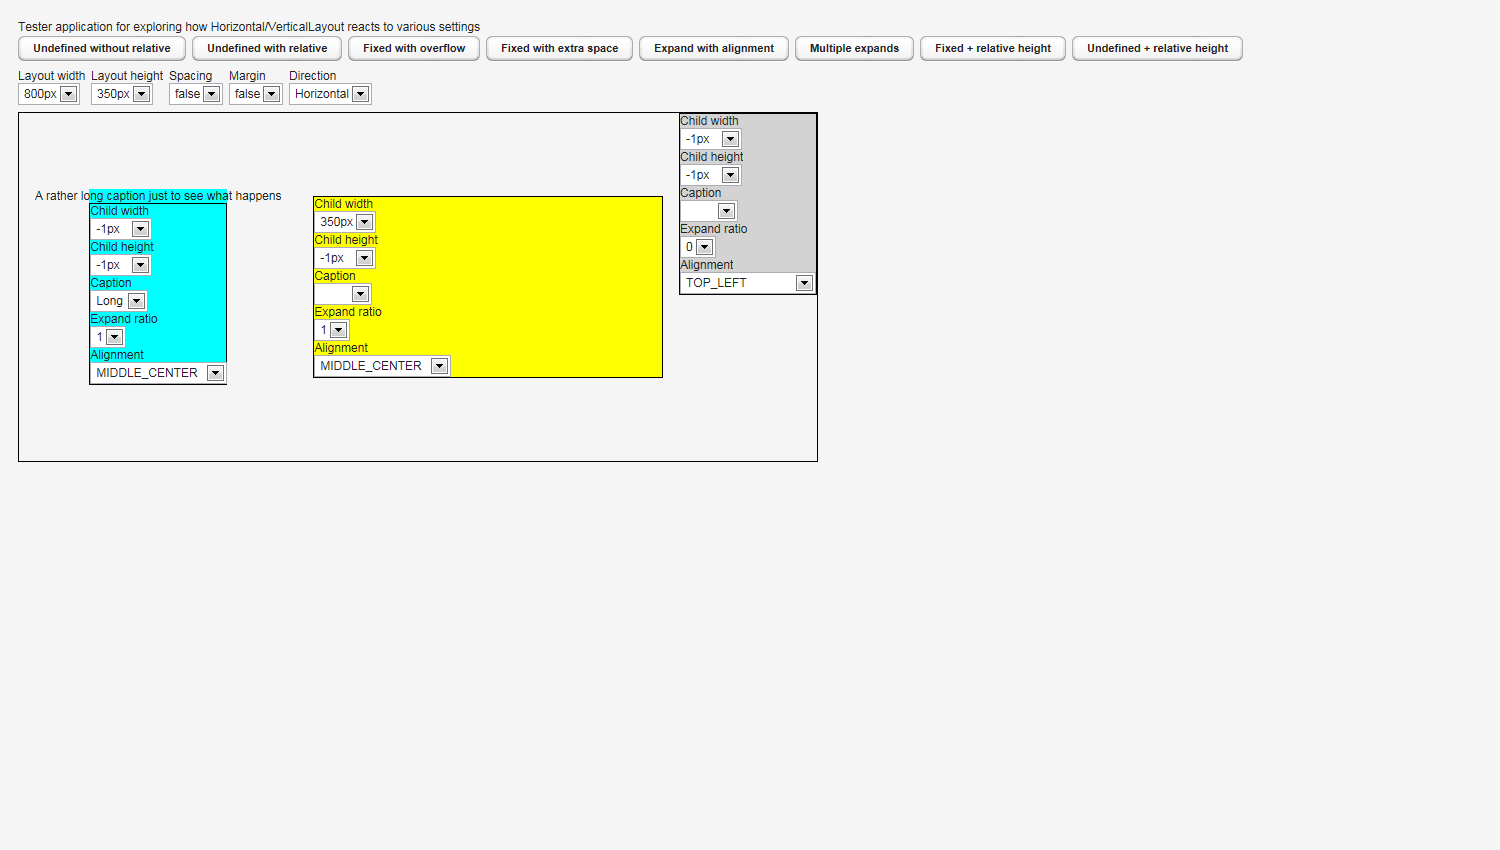 Tester application for exploring how Horizontal/VerticalLayout reacts to various settings
Undefined without relative Undefined with relative Fixed with overflow Fixed with extra space Expand with alignment Multiple expands Fixed + relative height Undefined + relative height
Layout width Layout height Spacing Margin Direction
800px 350px false false Horizontal
A rather long caption just to see what happens
Child width
-1px
Child height
-1px
Caption
Long
Expand ratio
1
Alignment
MIDDLE_CENTER
Child width
350px
Child height
-1px
Caption
Expand ratio
1
Alignment
MIDDLE_CENTER
Child width
-1px
Child height
-1px
Caption
Expand ratio
0
Alignment
TOP_LEFT